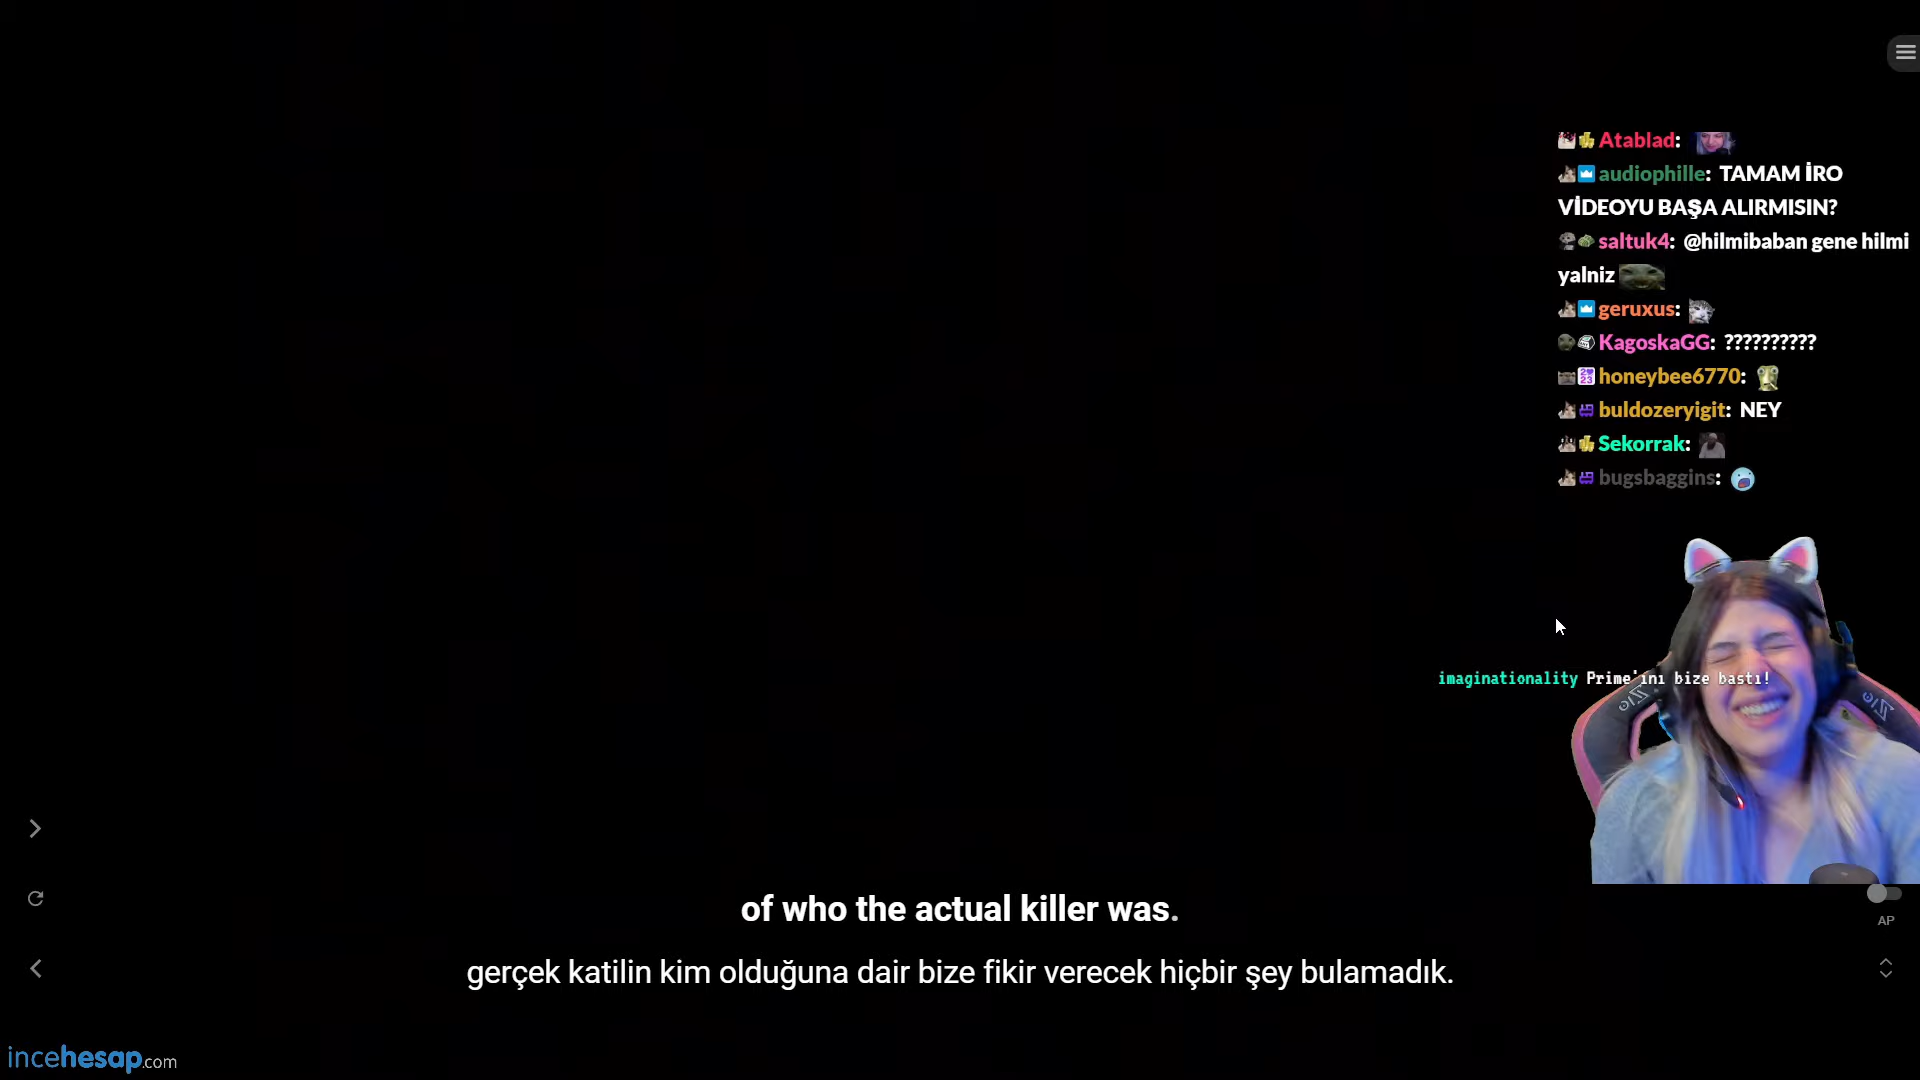 Atablad:
audiophille: TAMAM İRO
VİDEOYU BAŞA ALIRMISIN?
saltuk4: @hilmibaban gene hilmi
yalniz
geruxus:
KagoskaGG: ??????????
honeybee6770:
buldozeryigit: NEY
Sekorrak:
bugsbaggins:
imaginationality Prime'ını bize bastı!
of who the actual killer was.
AP
gerçek katilin kim olduğuna dair bize fikir verecek hiçbir şey bulamadık.
incehesap.com